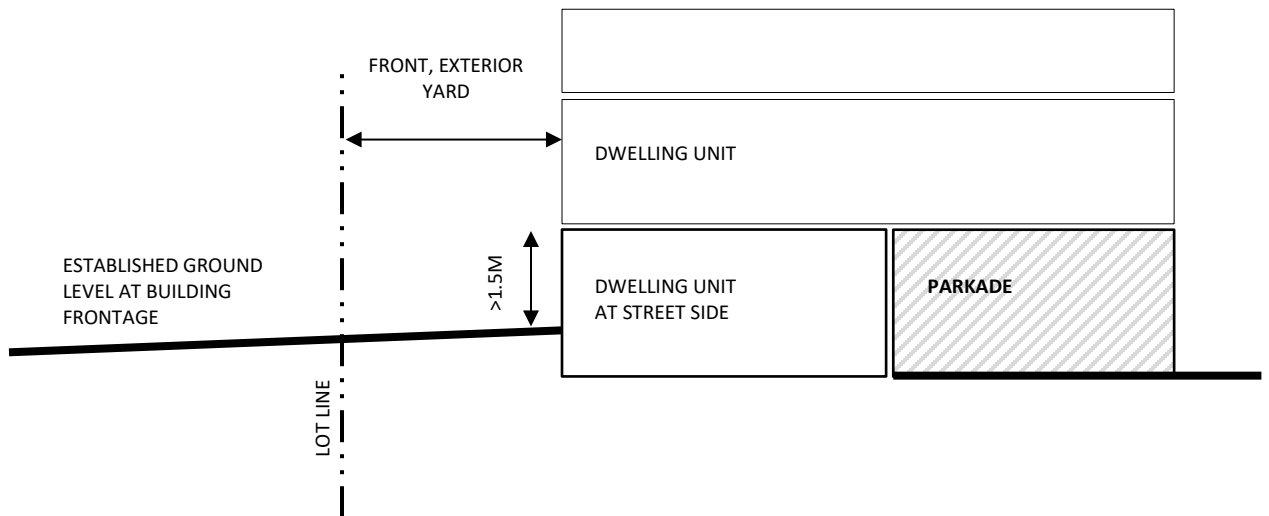 FRONT, EXTERIOR
YARD
DWELLING UNIT
ESTABLISHED GROUND
LEVEL AT BUILDING
FRONTAGE
>1.5M
DWELLING UNIT
AT STREET SIDE
PARKADE
LOT LINE